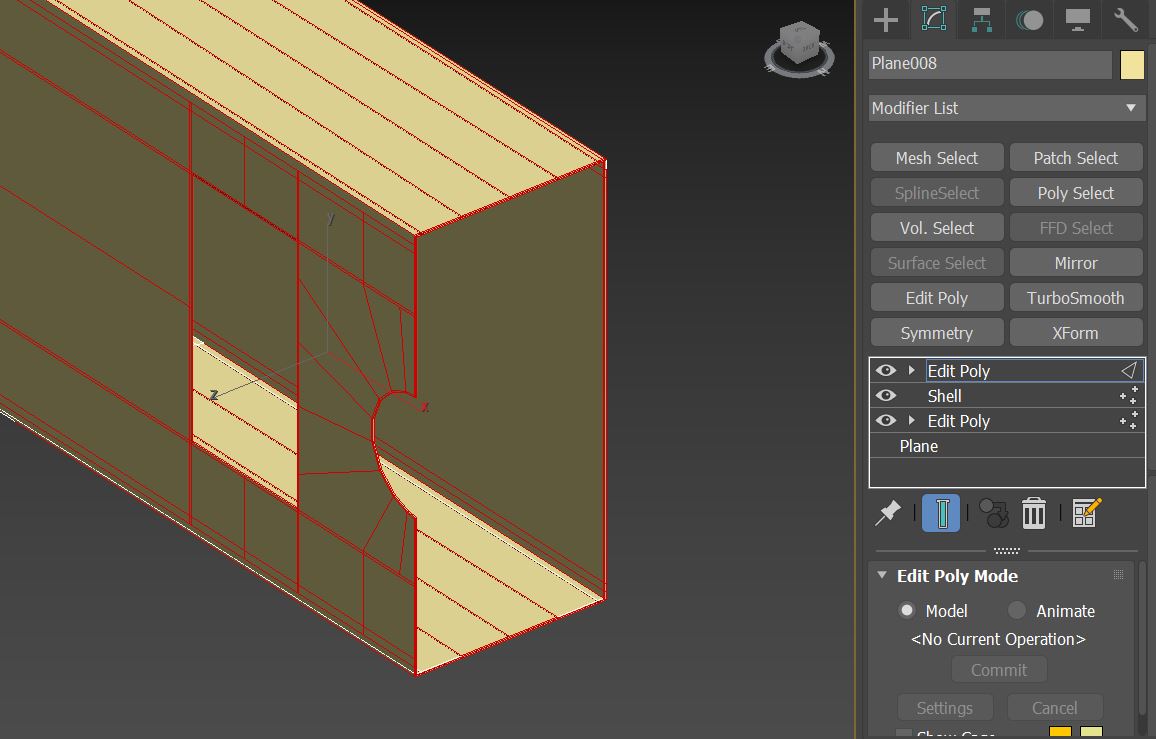 Plane008
Modifier List
Mesh Select
Patch Select
SplineSelect
Poly Select
Vol. Select
FFD Select
Surface Select
Mirror
Edit Poly
TurboSmooth
Symmetry
XForm
Edit Poly
Shell
Edit Poly
Plane
Edit Poly Mode
Model
Animate
<No Current Operation>
Commit
Settings
Cancel
Show Cage
y
z
x